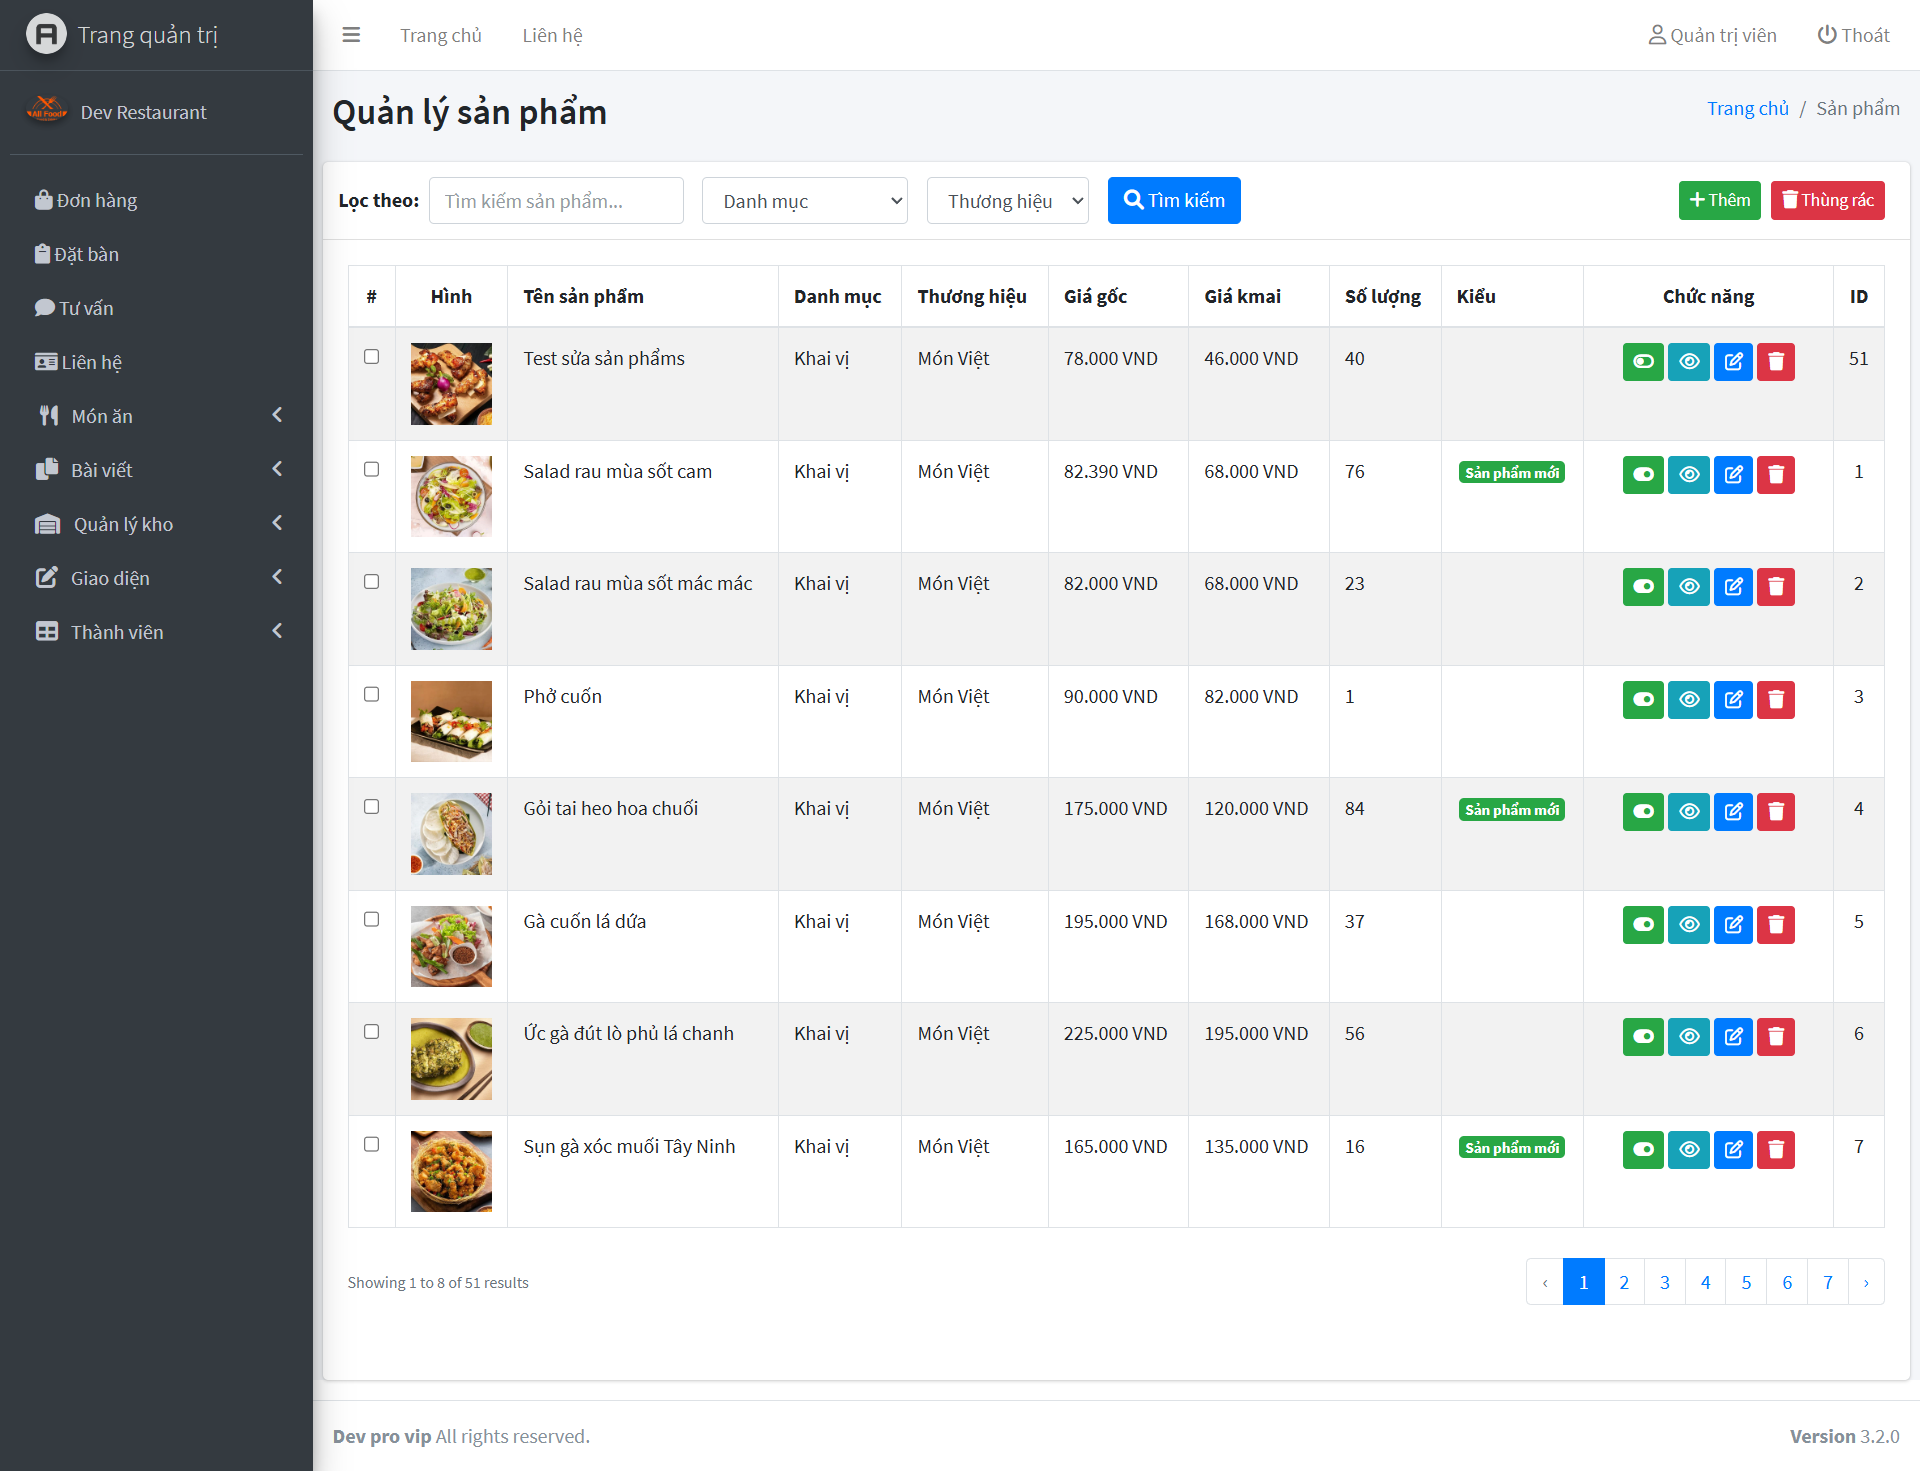 Trang quản trị
Trang chủ
Liên hệ
Quản trị viên
Thoát
All Food
Dev Restaurant
Đơn hàng
Đặt bàn
Tư vấn
Liên hệ
Món ăn
Bài viết
Quản lý kho
Giao diện
Thành viên
Quản lý sản phẩm
Trang chủ / Sản phẩm
Lọc theo: Tìm kiếm sản phẩm... Danh mục Thương hiệu Tìm kiếm Thêm Thùng rác
# Hình Tên sản phẩm Danh mục Thương hiệu Giá gốc Giá kmai Số lượng Kiểu Chức năng ID
Test sửa sản phẩms Khai vị Món Việt 78.000 VND 46.000 VND 40 51
Salad rau mùa sốt cam Khai vị Món Việt 82.390 VND 68.000 VND 76 Sản phẩm mới 1
Salad rau mùa sốt mác mác Khai vị Món Việt 82.000 VND 68.000 VND 23 2
Phở cuốn Khai vị Món Việt 90.000 VND 82.000 VND 1 3
Gỏi tai heo hoa chuối Khai vị Món Việt 175.000 VND 120.000 VND 84 Sản phẩm mới 4
Gà cuốn lá dứa Khai vị Món Việt 195.000 VND 168.000 VND 37 5
Ức gà đút lò phủ lá chanh Khai vị Món Việt 225.000 VND 195.000 VND 56 6
Sụn gà xóc muối Tây Ninh Khai vị Món Việt 165.000 VND 135.000 VND 16 Sản phẩm mới 7
Showing 1 to 8 of 51 results
‹ 1 2 3 4 5 6 7 ›
Dev pro vip All rights reserved.
Version 3.2.0